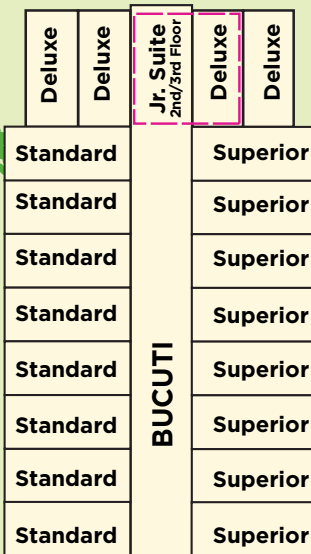 Deluxe
Deluxe
Jr. Suite
2nd/3rd Floor
Deluxe
Deluxe
Standard
Superior
Standard
Superior
Standard
Superior
Standard
Superior
Standard
Superior
Standard
Superior
Standard
Superior
Standard
Superior
BUCUTI